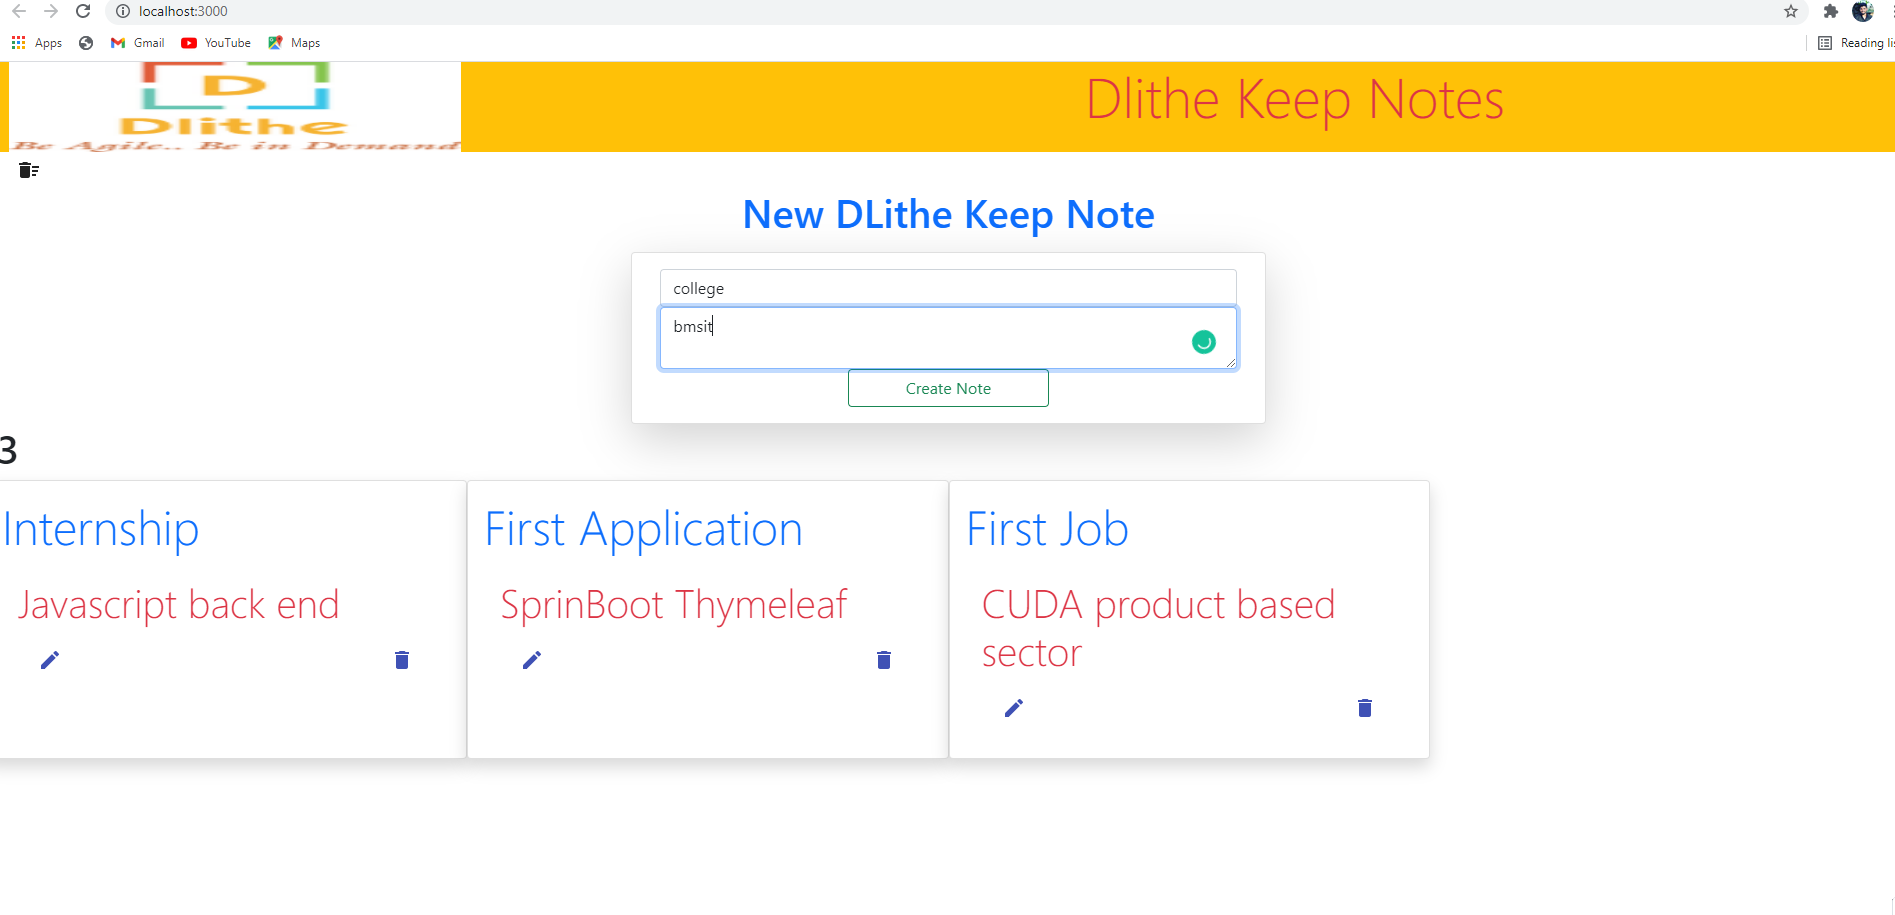 localhost:3000
Apps
Gmail
YouTube
Maps
Reading lis
D
Dlithe
Be Agile.. Be in Demand
Dlithe Keep Notes
New DLithe Keep Note
college
bmsit
Create Note
3
Internship
Javascript back end
First Application
SprinBoot Thymeleaf
First Job
CUDA product based
sector